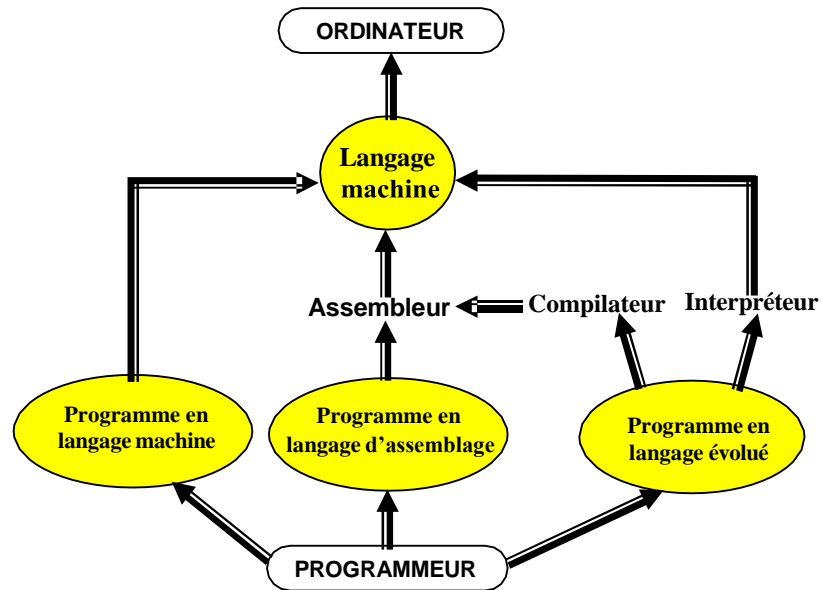 ORDINATEUR
Langage
machine
Assembleur
Compilateur
Interpréteur
Programme en
langage machine
Programme en
langage d'assemblage
Programme en
langage évolué
PROGRAMMEUR